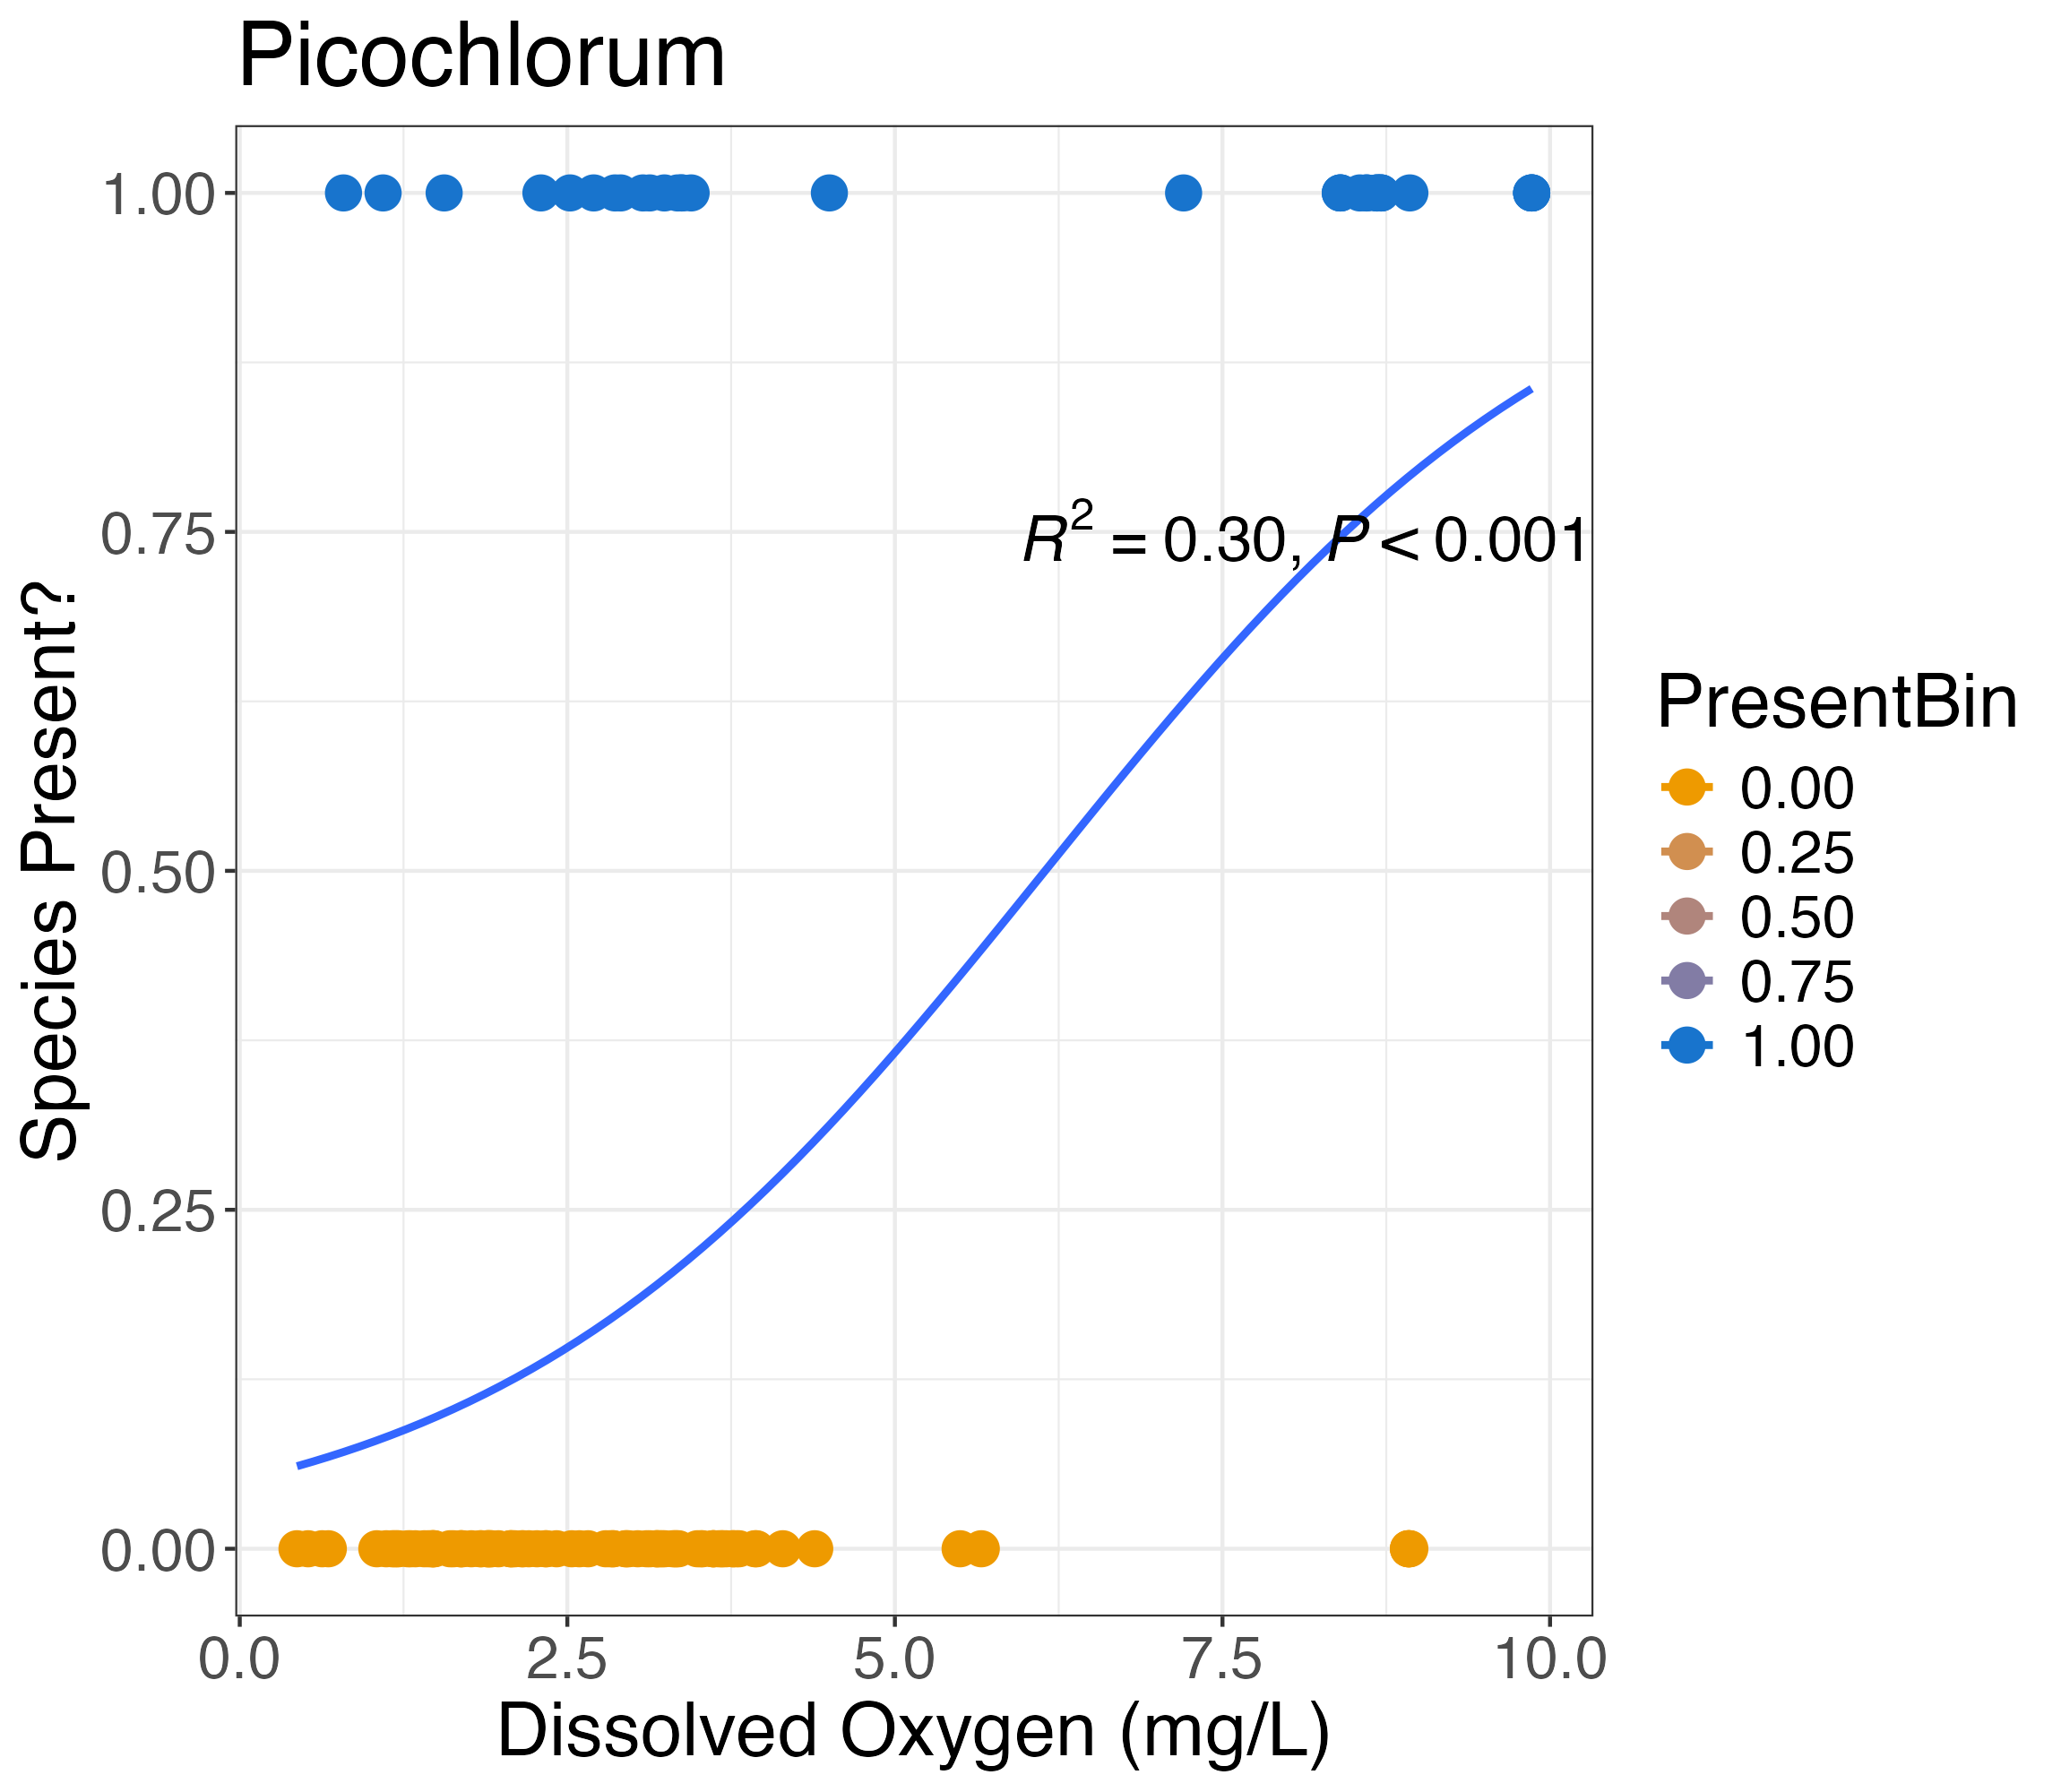 Picochlorum
1.00
0.75
0.50
0.25
0.00
Species Present?
R² = 0.30, P < 0.001
0.0 2.5 5.0 7.5 10.0
Dissolved Oxygen (mg/L)
PresentBin
0.00
0.25
0.50
0.75
1.00